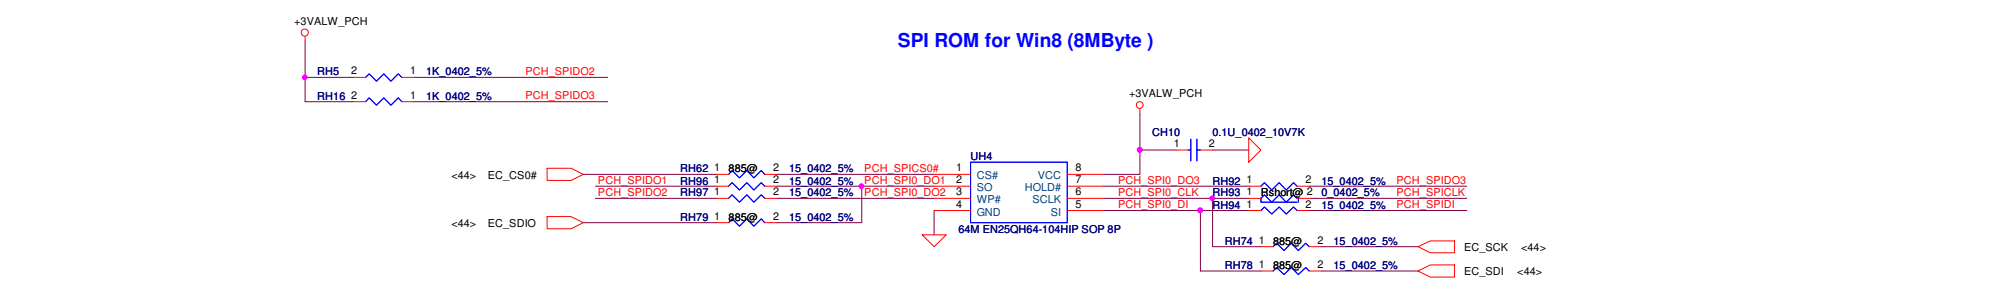 +3VALW_PCH
SPI ROM for Win8 (8MByte )
RH5 2 1 1K_0402_5% PCH_SPIDO2
RH16 2 1 1K_0402_5% PCH_SPIDO3
+3VALW_PCH
CH10 0.1U_0402_10V7K
1 2
UH4
<44> EC_CS0# RH62 1 885@ 2 15_0402_5% PCH_SPICS0# 1 CS# VCC 8
PCH_SPIDO1 RH96 1 2 15_0402_5% PCH_SPI0_DO1 2 SO HOLD# 7 PCH_SPI0_DO3 RH92 1 2 15_0402_5% PCH_SPIDO3
PCH_SPIDO2 RH97 1 2 15_0402_5% PCH_SPI0_DO2 3 WP# SCLK 6 PCH_SPI0_CLK RH93 1 Rshort@ 2 0_0402_5% PCH_SPICLK
4 GND SI 5 PCH_SPI0_DI RH94 1 2 15_0402_5% PCH_SPIDI
<44> EC_SDIO RH79 1 885@ 2 15_0402_5%
64M EN25QH64-104HIP SOP 8P
RH74 1 885@ 2 15_0402_5% EC_SCK <44>
RH78 1 885@ 2 15_0402_5% EC_SDI <44>